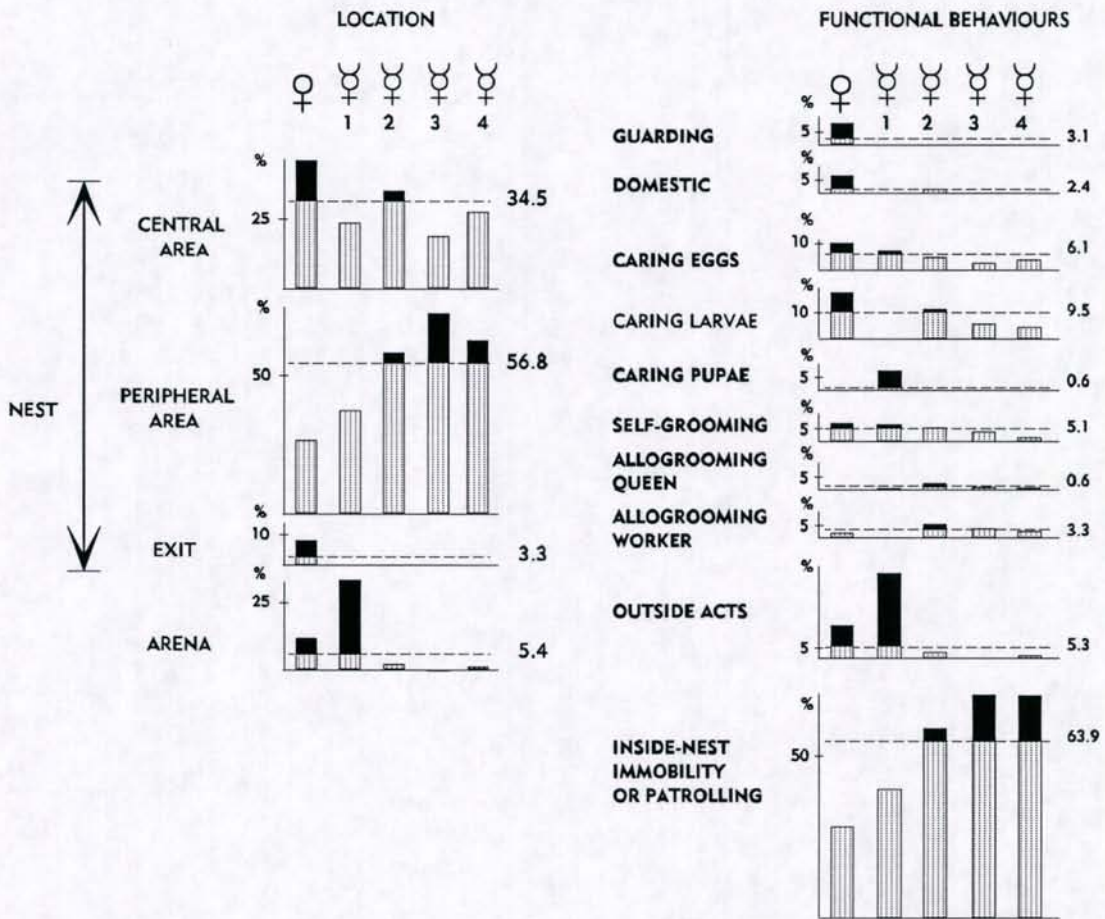 LOCATION
♀ ☿ ☿ ☿ ☿
1 2 3 4
%
25
CENTRAL
AREA
34.5
%
50
PERIPHERAL
AREA
56.8
NEST
%
10
EXIT
3.3
%
25
ARENA
5.4
FUNCTIONAL BEHAVIOURS
♀ ☿ ☿ ☿ ☿
1 2 3 4
%
GUARDING
5
3.1
%
DOMESTIC
5
2.4
%
CARING EGGS
10
6.1
%
CARING LARVAE
10
9.5
%
CARING PUPAE
5
0.6
%
SELF-GROOMING
5
5.1
%
ALLOGROOMING
QUEEN
5
0.6
%
ALLOGROOMING
WORKER
5
3.3
%
OUTSIDE ACTS
5
5.3
%
INSIDE-NEST
IMMOBILITY
OR PATROLLING
50
63.9